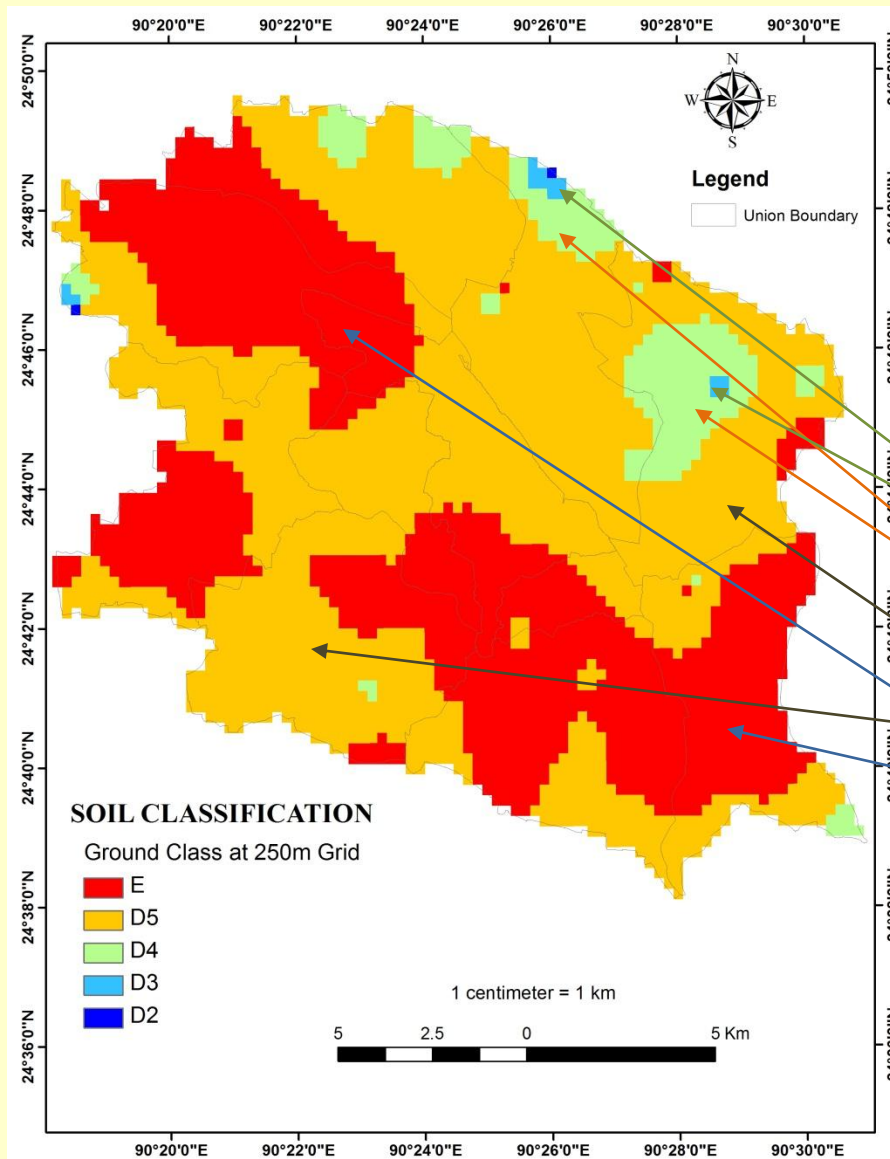 90°20'0"E 90°22'0"E 90°24'0"E 90°26'0"E 90°28'0"E 90°30'0"E
24°50'0"N
N
W E
S
Legend
Union Boundary
24°48'0"N
24°46'0"N
24°44'0"N
24°42'0"N
24°40'0"N
SOIL CLASSIFICATION
Ground Class at 250m Grid
E
D5
D4
D3
D2
24°38'0"N
1 centimeter = 1 km
5 2.5 0 5 Km
24°36'0"N
90°20'0"E 90°22'0"E 90°24'0"E 90°26'0"E 90°28'0"E 90°30'0"E